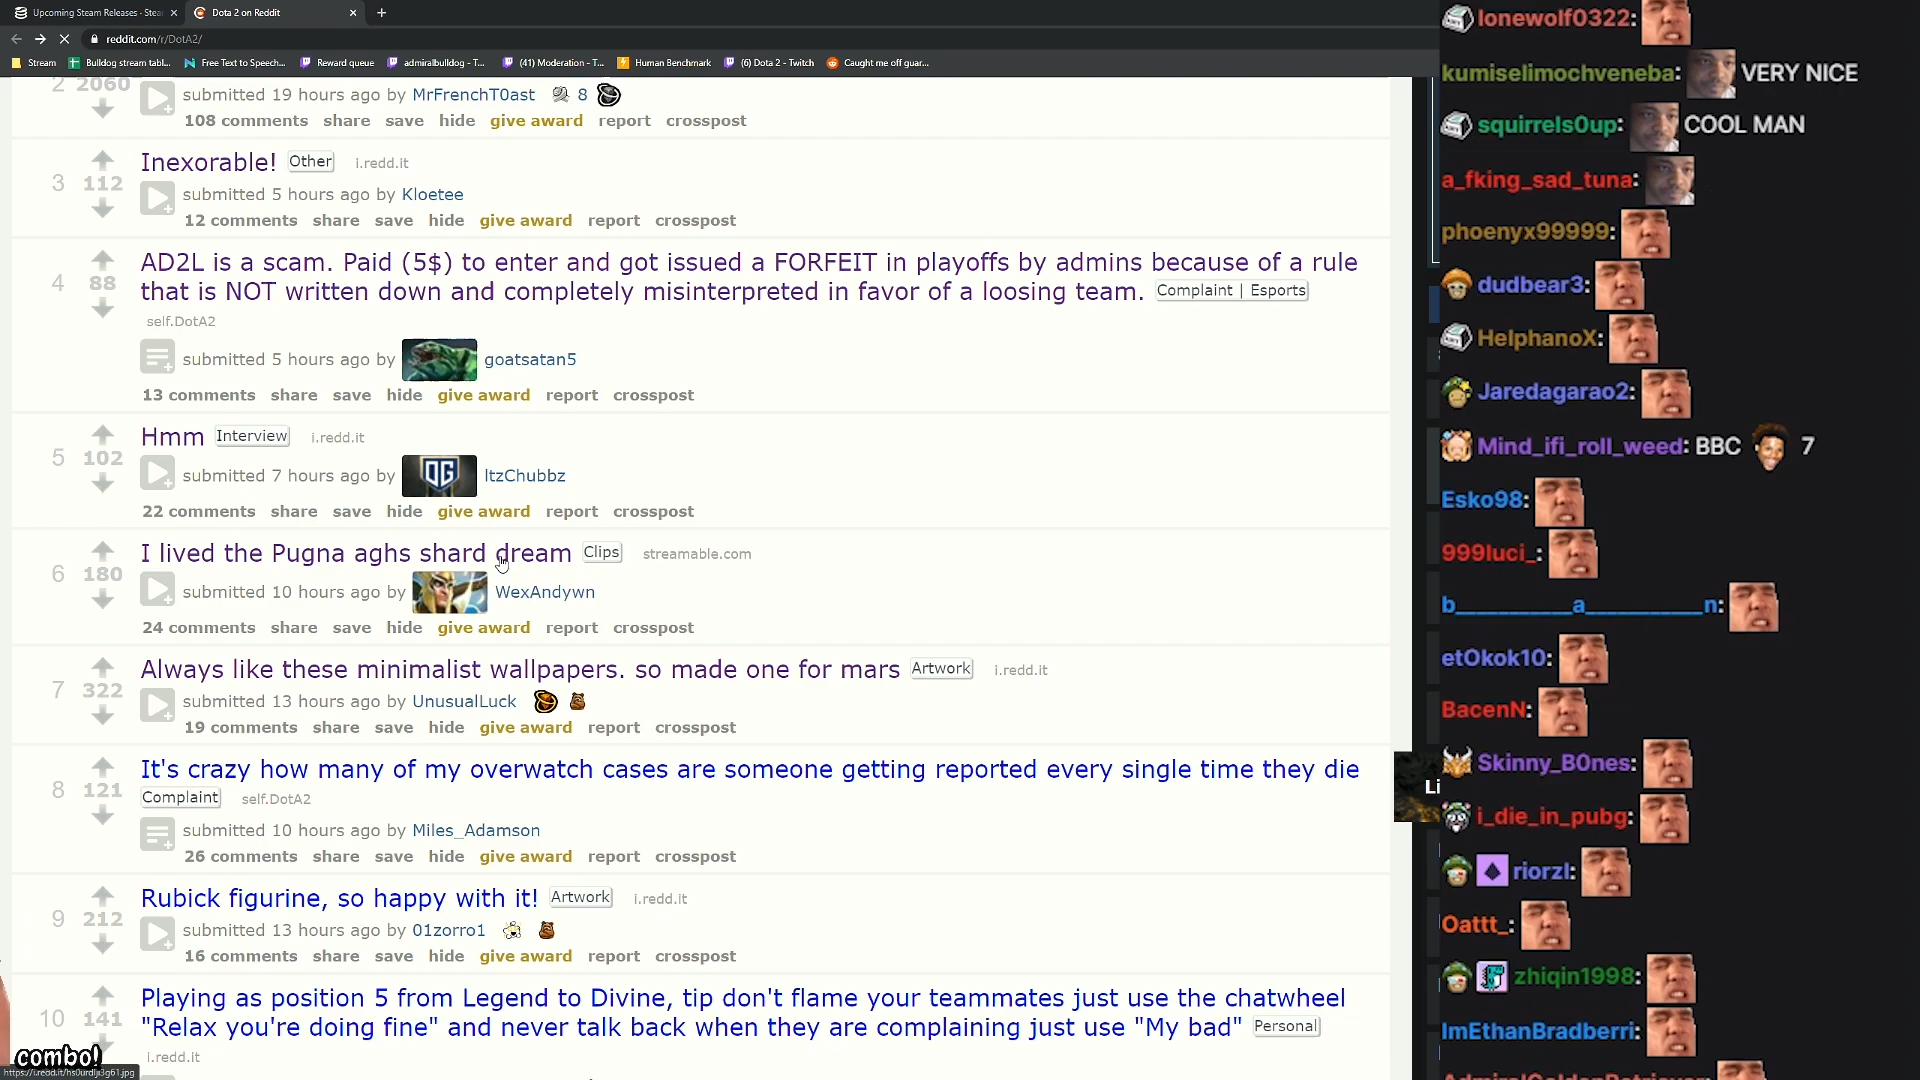 Upcoming Steam Releases - Stea
Dota 2 on Reddit
reddit.com/r/DotA2/
Stream
Bulldog stream tabl...
Free Text to Speech...
Reward queue
admiralbulldog - T...
(41) Moderation - T...
Human Benchmark
(6) Dota 2 - Twitch
Caught me off guar...
2 2060
submitted 19 hours ago by MrFrenchT0ast 8
108 comments share save hide give award report crosspost
Inexorable! Other i.redd.it
3 112
submitted 5 hours ago by Kloetee
12 comments share save hide give award report crosspost
AD2L is a scam. Paid (5$) to enter and got issued a FORFEIT in playoffs by admins because of a rule
4 88
that is NOT written down and completely misinterpreted in favor of a loosing team. Complaint | Esports
self.DotA2
submitted 5 hours ago by goatsatan5
13 comments share save hide give award report crosspost
Hmm Interview i.redd.it
5 102
OG
submitted 7 hours ago by ItzChubbz
22 comments share save hide give award report crosspost
I lived the Pugna aghs shard dream Clips streamable.com
6 180
submitted 10 hours ago by WexAndywn
24 comments share save hide give award report crosspost
Always like these minimalist wallpapers. so made one for mars Artwork i.redd.it
7 322
submitted 13 hours ago by UnusualLuck
19 comments share save hide give award report crosspost
It's crazy how many of my overwatch cases are someone getting reported every single time they die
8 121
Complaint self.DotA2
submitted 10 hours ago by Miles_Adamson
26 comments share save hide give award report crosspost
Rubick figurine, so happy with it! Artwork i.redd.it
9 212
submitted 13 hours ago by 01zorro1
16 comments share save hide give award report crosspost
Playing as position 5 from Legend to Divine, tip don't flame your teammates just use the chatwheel
10 141
"Relax you're doing fine" and never talk back when they are complaining just use "My bad" Personal
i.redd.it
combo!
Li
lonewolf0322:
kumiselimochveneba: VERY NICE
squirrels0up: COOL MAN
a_fking_sad_tuna:
phoenyx99999:
dudbear3:
HelphanoX:
Jaredagarao2:
Mind_ifi_roll_weed: BBC 7
Esko98:
999luci_:
b__________a__________n:
etOkok10:
BacenN:
Skinny_B0nes:
i_die_in_pubg:
riorzl:
Oattt_:
zhiqin1998:
ImEthanBradberri: